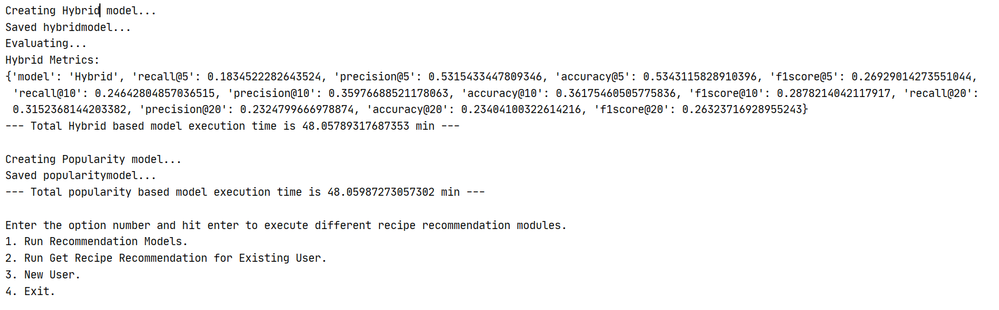 Creating Hybrid model...
Saved hybridmodel...
Evaluating...
Hybrid Metrics:
{'model': 'Hybrid', 'recall@5': 0.1834522282643524, 'precision@5': 0.5315433447809346, 'accuracy@5': 0.5343115828910396, 'f1score@5': 0.26929014273551044,
'recall@10': 0.24642804857036515, 'precision@10': 0.35976688521178063, 'accuracy@10': 0.36175460505775836, 'f1score@10': 0.2878214042117917, 'recall@20':
0.3152368144203382, 'precision@20': 0.2324799666978874, 'accuracy@20': 0.23404100322614216, 'f1score@20': 0.26323716928955243}
--- Total Hybrid based model execution time is 48.05789317687353 min ---
Creating Popularity model...
Saved popularitymodel...
--- Total popularity based model execution time is 48.05987273057302 min ---
Enter the option number and hit enter to execute different recipe recommendation modules.
1. Run Recommendation Models.
2. Run Get Recipe Recommendation for Existing User.
3. New User.
4. Exit.